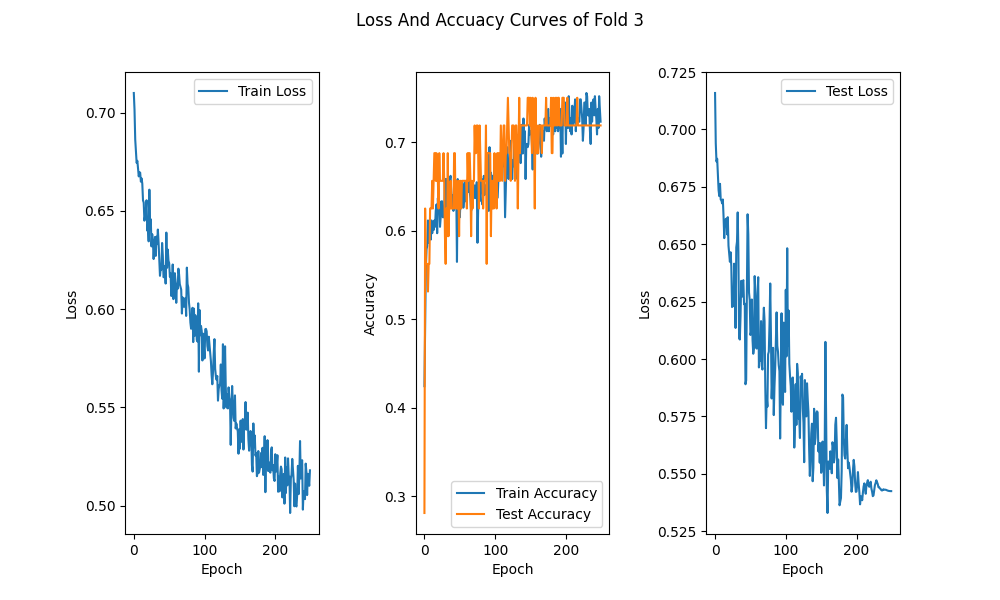 Loss And Accuacy Curves of Fold 3
Train Loss
0.70
0.65
0.60
0.55
0.50
Loss
0
100
200
Epoch
0.7
0.6
0.5
0.4
0.3
Accuracy
Train Accuracy
Test Accuracy
0
100
200
Epoch
Test Loss
0.725
0.700
0.675
0.650
0.625
0.600
0.575
0.550
0.525
Loss
0
100
200
Epoch